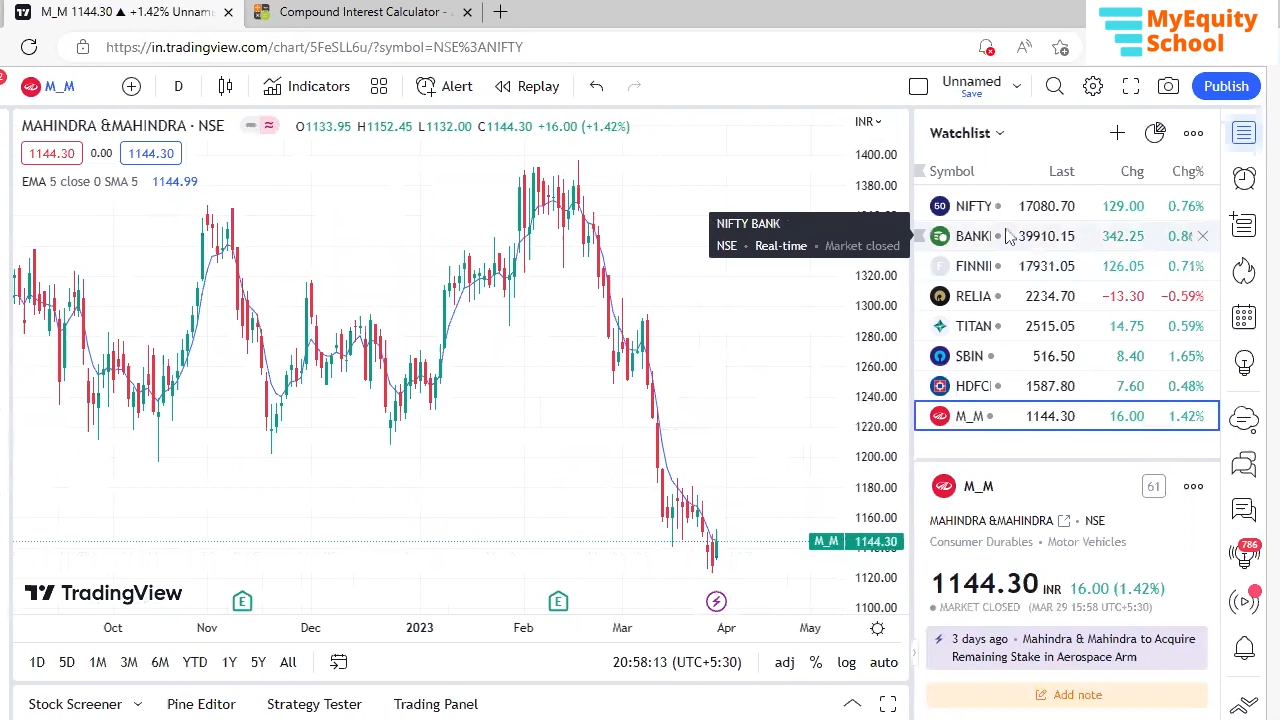 M_M 1144.30 ▲ +1.42% Unnam
Compound Interest Calculator -
MyEquity
School
https://in.tradingview.com/chart/5FeSLL6u/?symbol=NSE%3ANIFTY
M_M
D
Indicators
Alert
Replay
Unnamed
Save
Publish
MAHINDRA &MAHINDRA · NSE
O1133.95 H1152.45 L1132.00 C1144.30 +16.00 (+1.42%)
INR
1144.30 0.00 1144.30
EMA 5 close 0 SMA 5 1144.99
1400.00
1380.00
1320.00
1300.00
1280.00
1260.00
1240.00
1220.00
1200.00
1180.00
1160.00
M_M 1144.30
1120.00
1100.00
NIFTY BANK
NSE • Real-time • Market closed
Watchlist
Symbol Last Chg Chg%
50 NIFTY 17080.70 129.00 0.76%
BANKI 39910.15 342.25 0.86
FINNII 17931.05 126.05 0.71%
RELIA 2234.70 −13.30 −0.59%
TITAN 2515.05 14.75 0.59%
SBIN 516.50 8.40 1.65%
HDFC 1587.80 7.60 0.48%
M_M 1144.30 16.00 1.42%
M_M
61
MAHINDRA &MAHINDRA • NSE
Consumer Durables • Motor Vehicles
1144.30 INR 16.00 (1.42%)
MARKET CLOSED (MAR 29 15:58 UTC+5:30)
3 days ago • Mahindra & Mahindra to Acquire
Remaining Stake in Aerospace Arm
Add note
786
TradingView
E
E
Oct Nov Dec 2023 Feb Mar Apr May
1D 5D 1M 3M 6M YTD 1Y 5Y All
20:58:13 (UTC+5:30)
adj % log auto
Stock Screener Pine Editor Strategy Tester Trading Panel